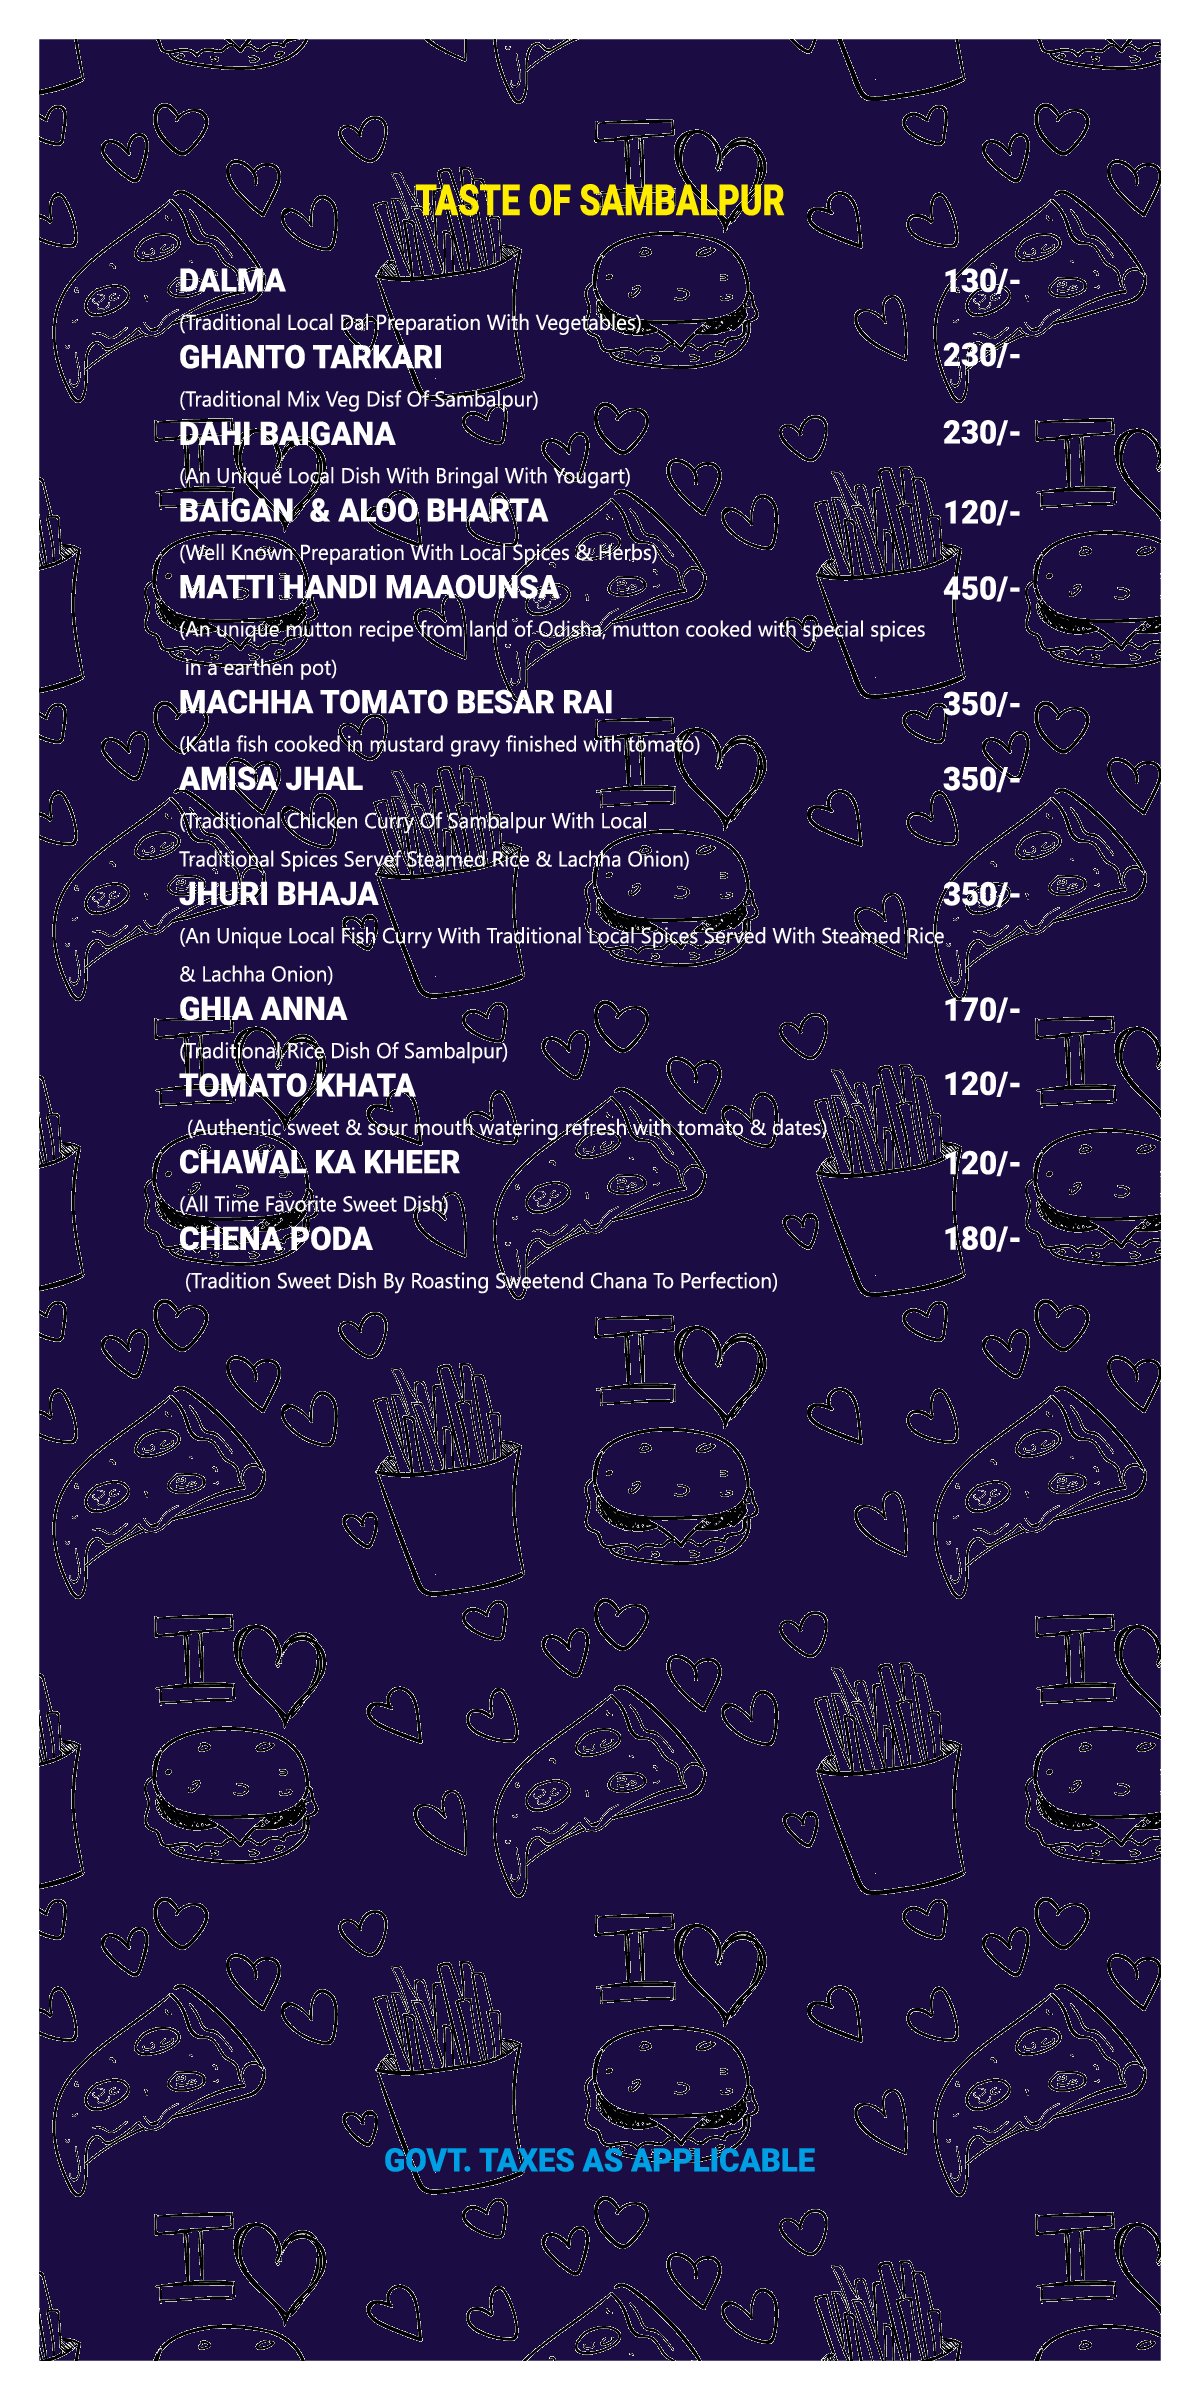 TASTE OF SAMBALPUR
DALMA 130/-
(Traditional Local Dal Preparation With Vegetables)
GHANTO TARKARI 230/-
(Traditional Mix Veg Disf Of Sambalpur)
DAHI BAIGANA 230/-
(An Unique Local Dish With Bringal With Yougart)
BAIGAN & ALOO BHARTA 120/-
(Well Known Preparation With Local Spices & Herbs)
MATTI HANDI MAAOUNSA 450/-
(An unique mutton recipe from land of Odisha, mutton cooked with special spices
in a earthen pot)
MACHHA TOMATO BESAR RAI 350/-
(Katla fish cooked in mustard gravy finished with tomato)
AMISA JHAL 350/-
(Traditional Chicken Curry Of Sambalpur With Local
Traditional Spices Servef Steamed Rice & Lachha Onion)
JHURI BHAJA 350/-
(An Unique Local Fish Curry With Traditional Local Spices Served With Steamed Rice
& Lachha Onion)
GHIA ANNA 170/-
(Traditional Rice Dish Of Sambalpur)
TOMATO KHATA 120/-
(Authentic sweet & sour mouth watering refresh with tomato & dates)
CHAWAL KA KHEER 120/-
(All Time Favorite Sweet Dish)
CHENA PODA 180/-
(Tradition Sweet Dish By Roasting Sweetend Chana To Perfection)
I
I
I
I
I
I
I
I
I
I
I
I
GOVT. TAXES AS APPLICABLE